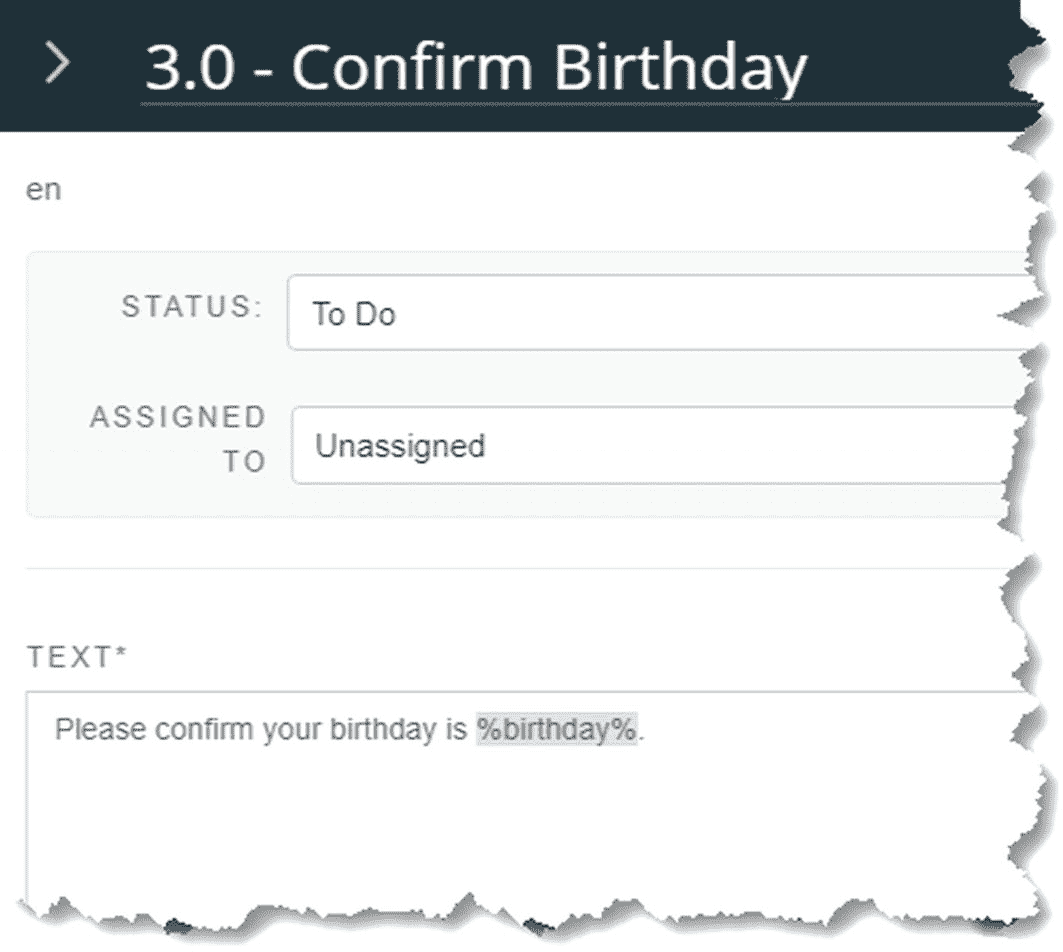 3.0 - Confirm Birthday
en
STATUS:
To Do
ASSIGNED
TO
Unassigned
TEXT*
Please confirm your birthday is %birthday%.